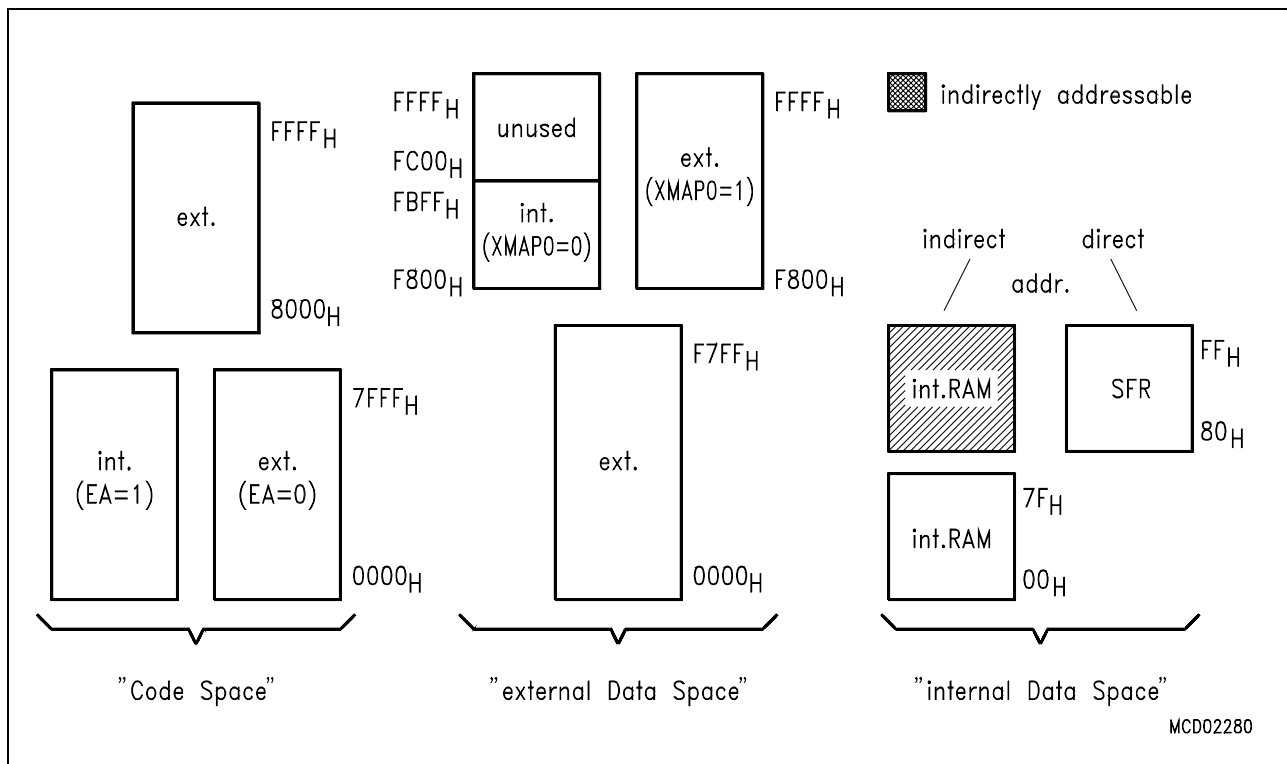 FFFFH
ext.
8000H
int.
(EA=1)
ext.
(EA=0)
7FFFH
0000H
"Code Space"
FFFFH
unused
FC00H
FBFFH
int.
(XMAP0=0)
F800H
ext.
(XMAP0=1)
FFFFH
F800H
F7FFH
ext.
0000H
"external Data Space"
indirectly addressable
indirect
direct
addr.
int.RAM
SFR
FFH
80H
int.RAM
7FH
00H
"internal Data Space"
MCD02280